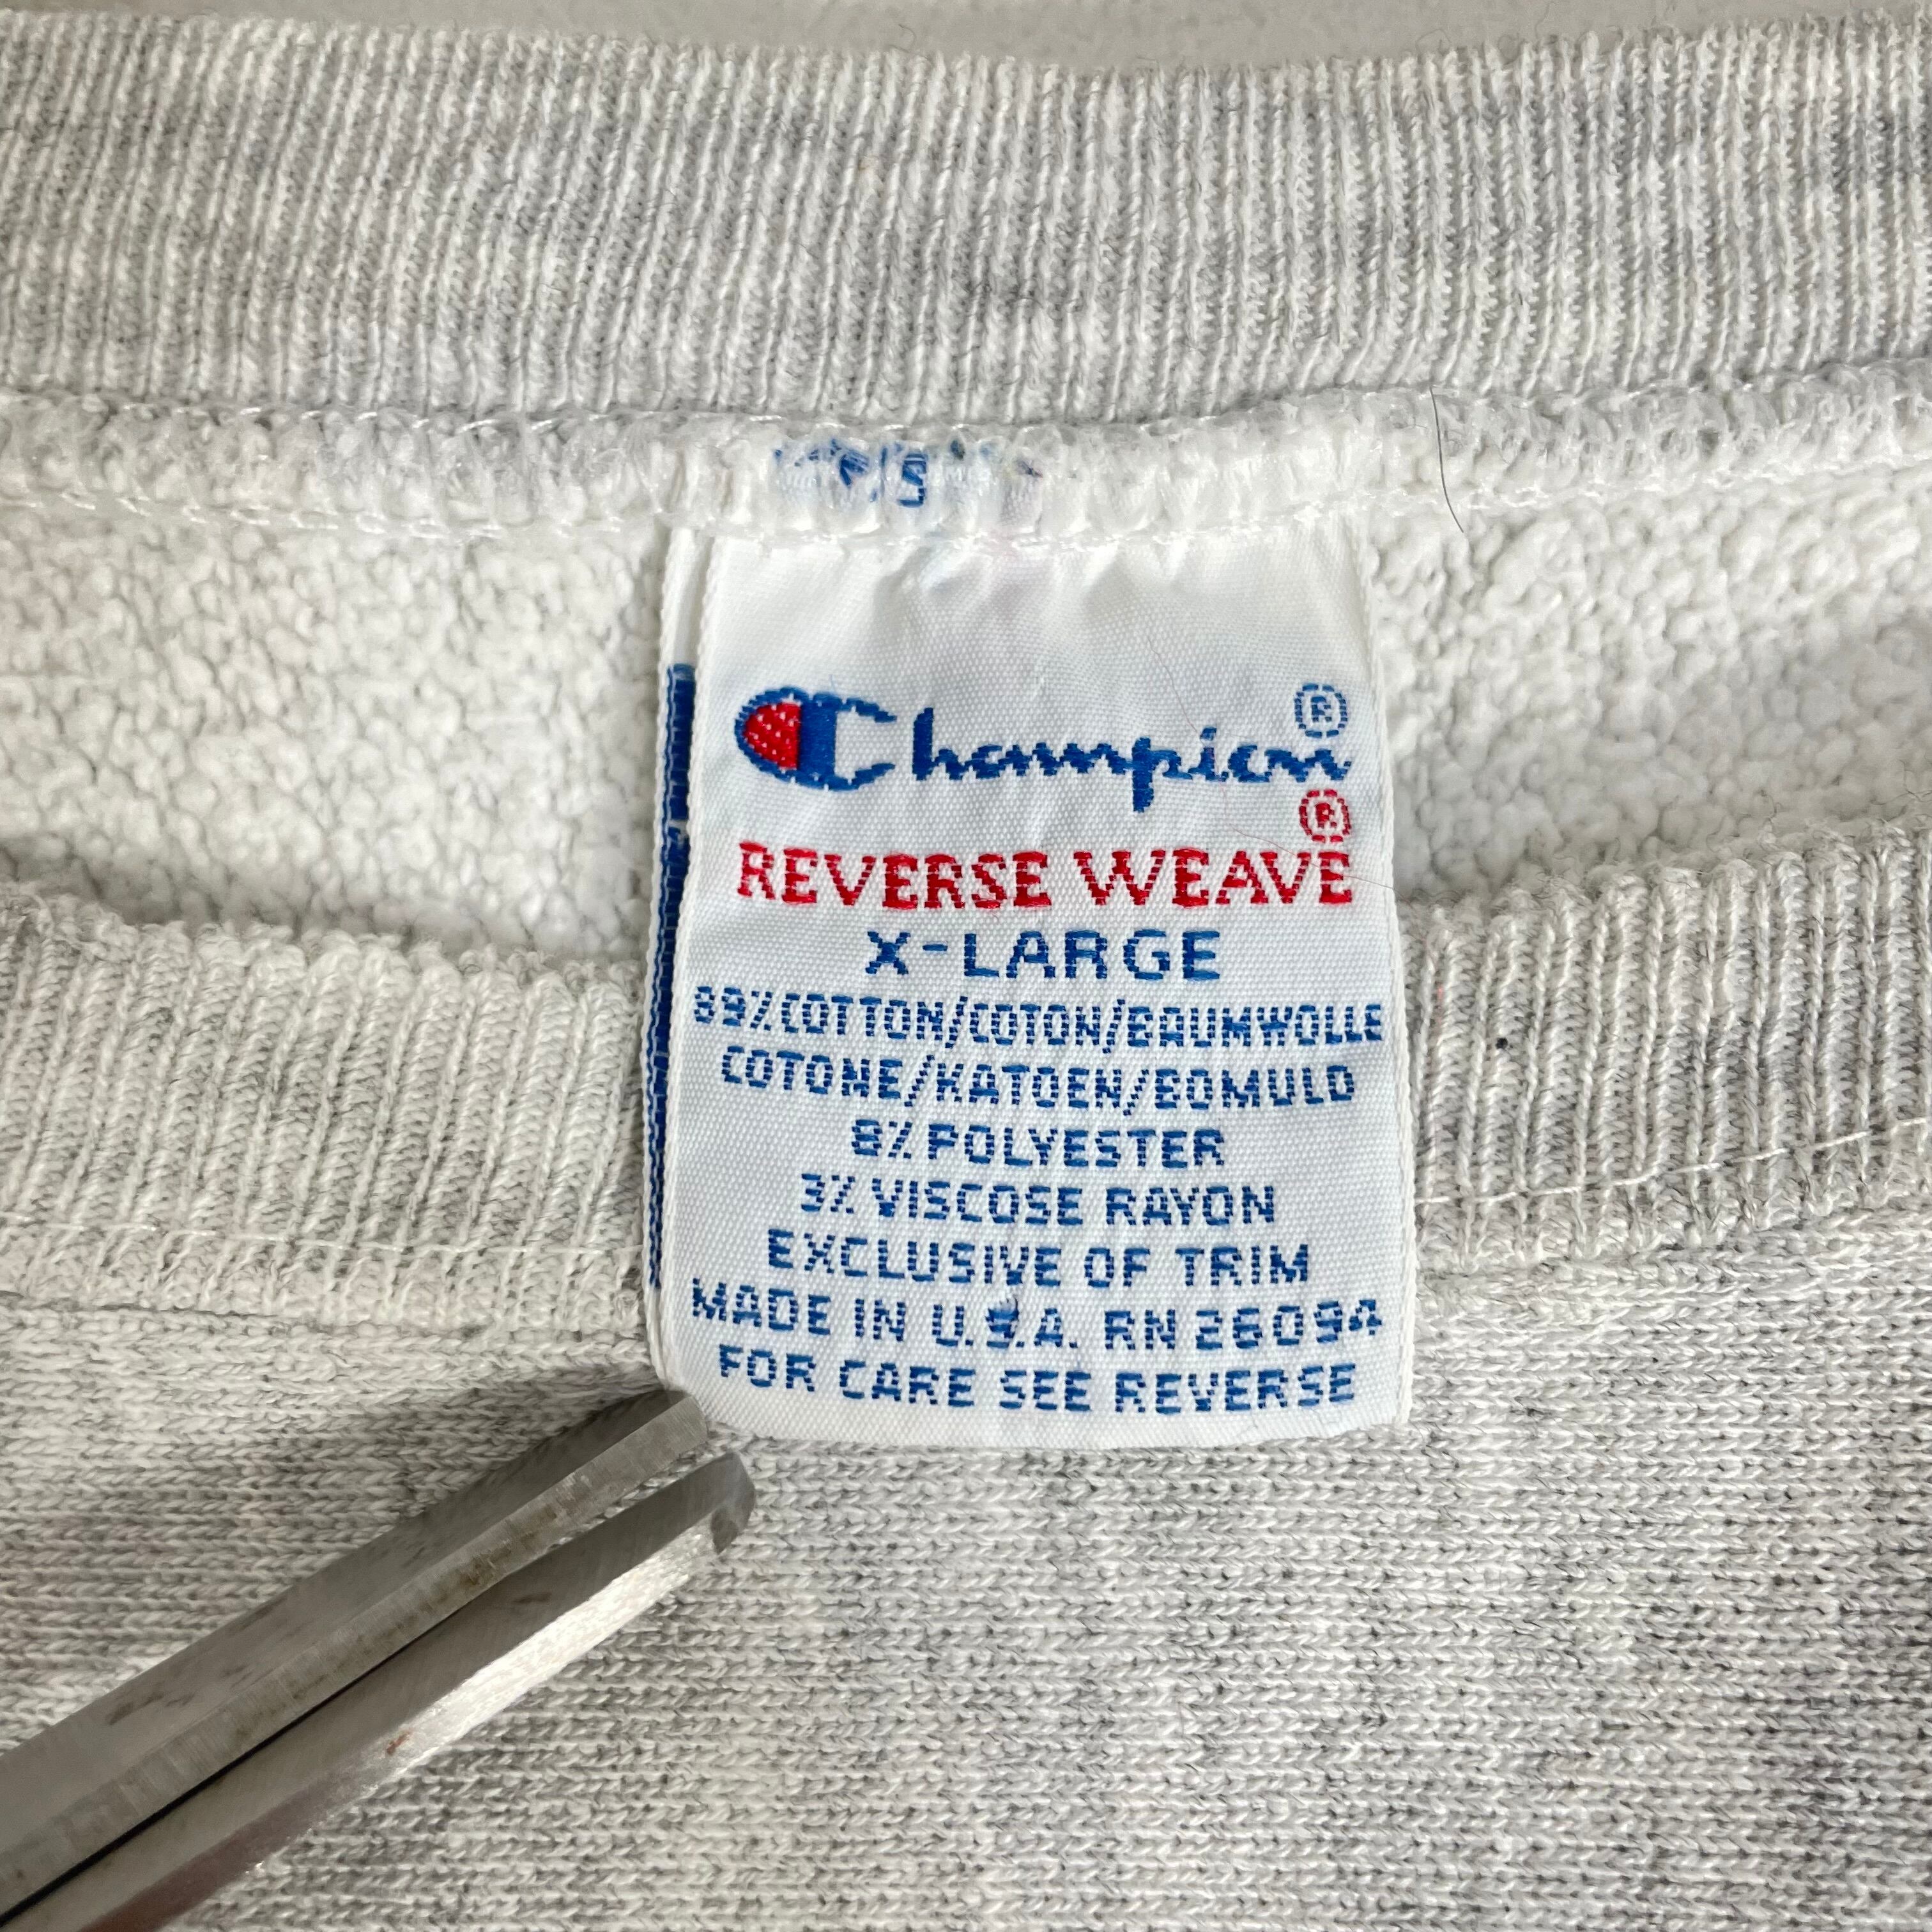 Champion®
REVERSE WEAVE®
X-LARGE
89% COTTON/COTON/BAUMWOLLE
COTONE/KATOEN/BOMULD
8% POLYESTER
3% VISCOSE RAYON
EXCLUSIVE OF TRIM
MADE IN U.S.A. RN 26094
FOR CARE SEE REVERSE